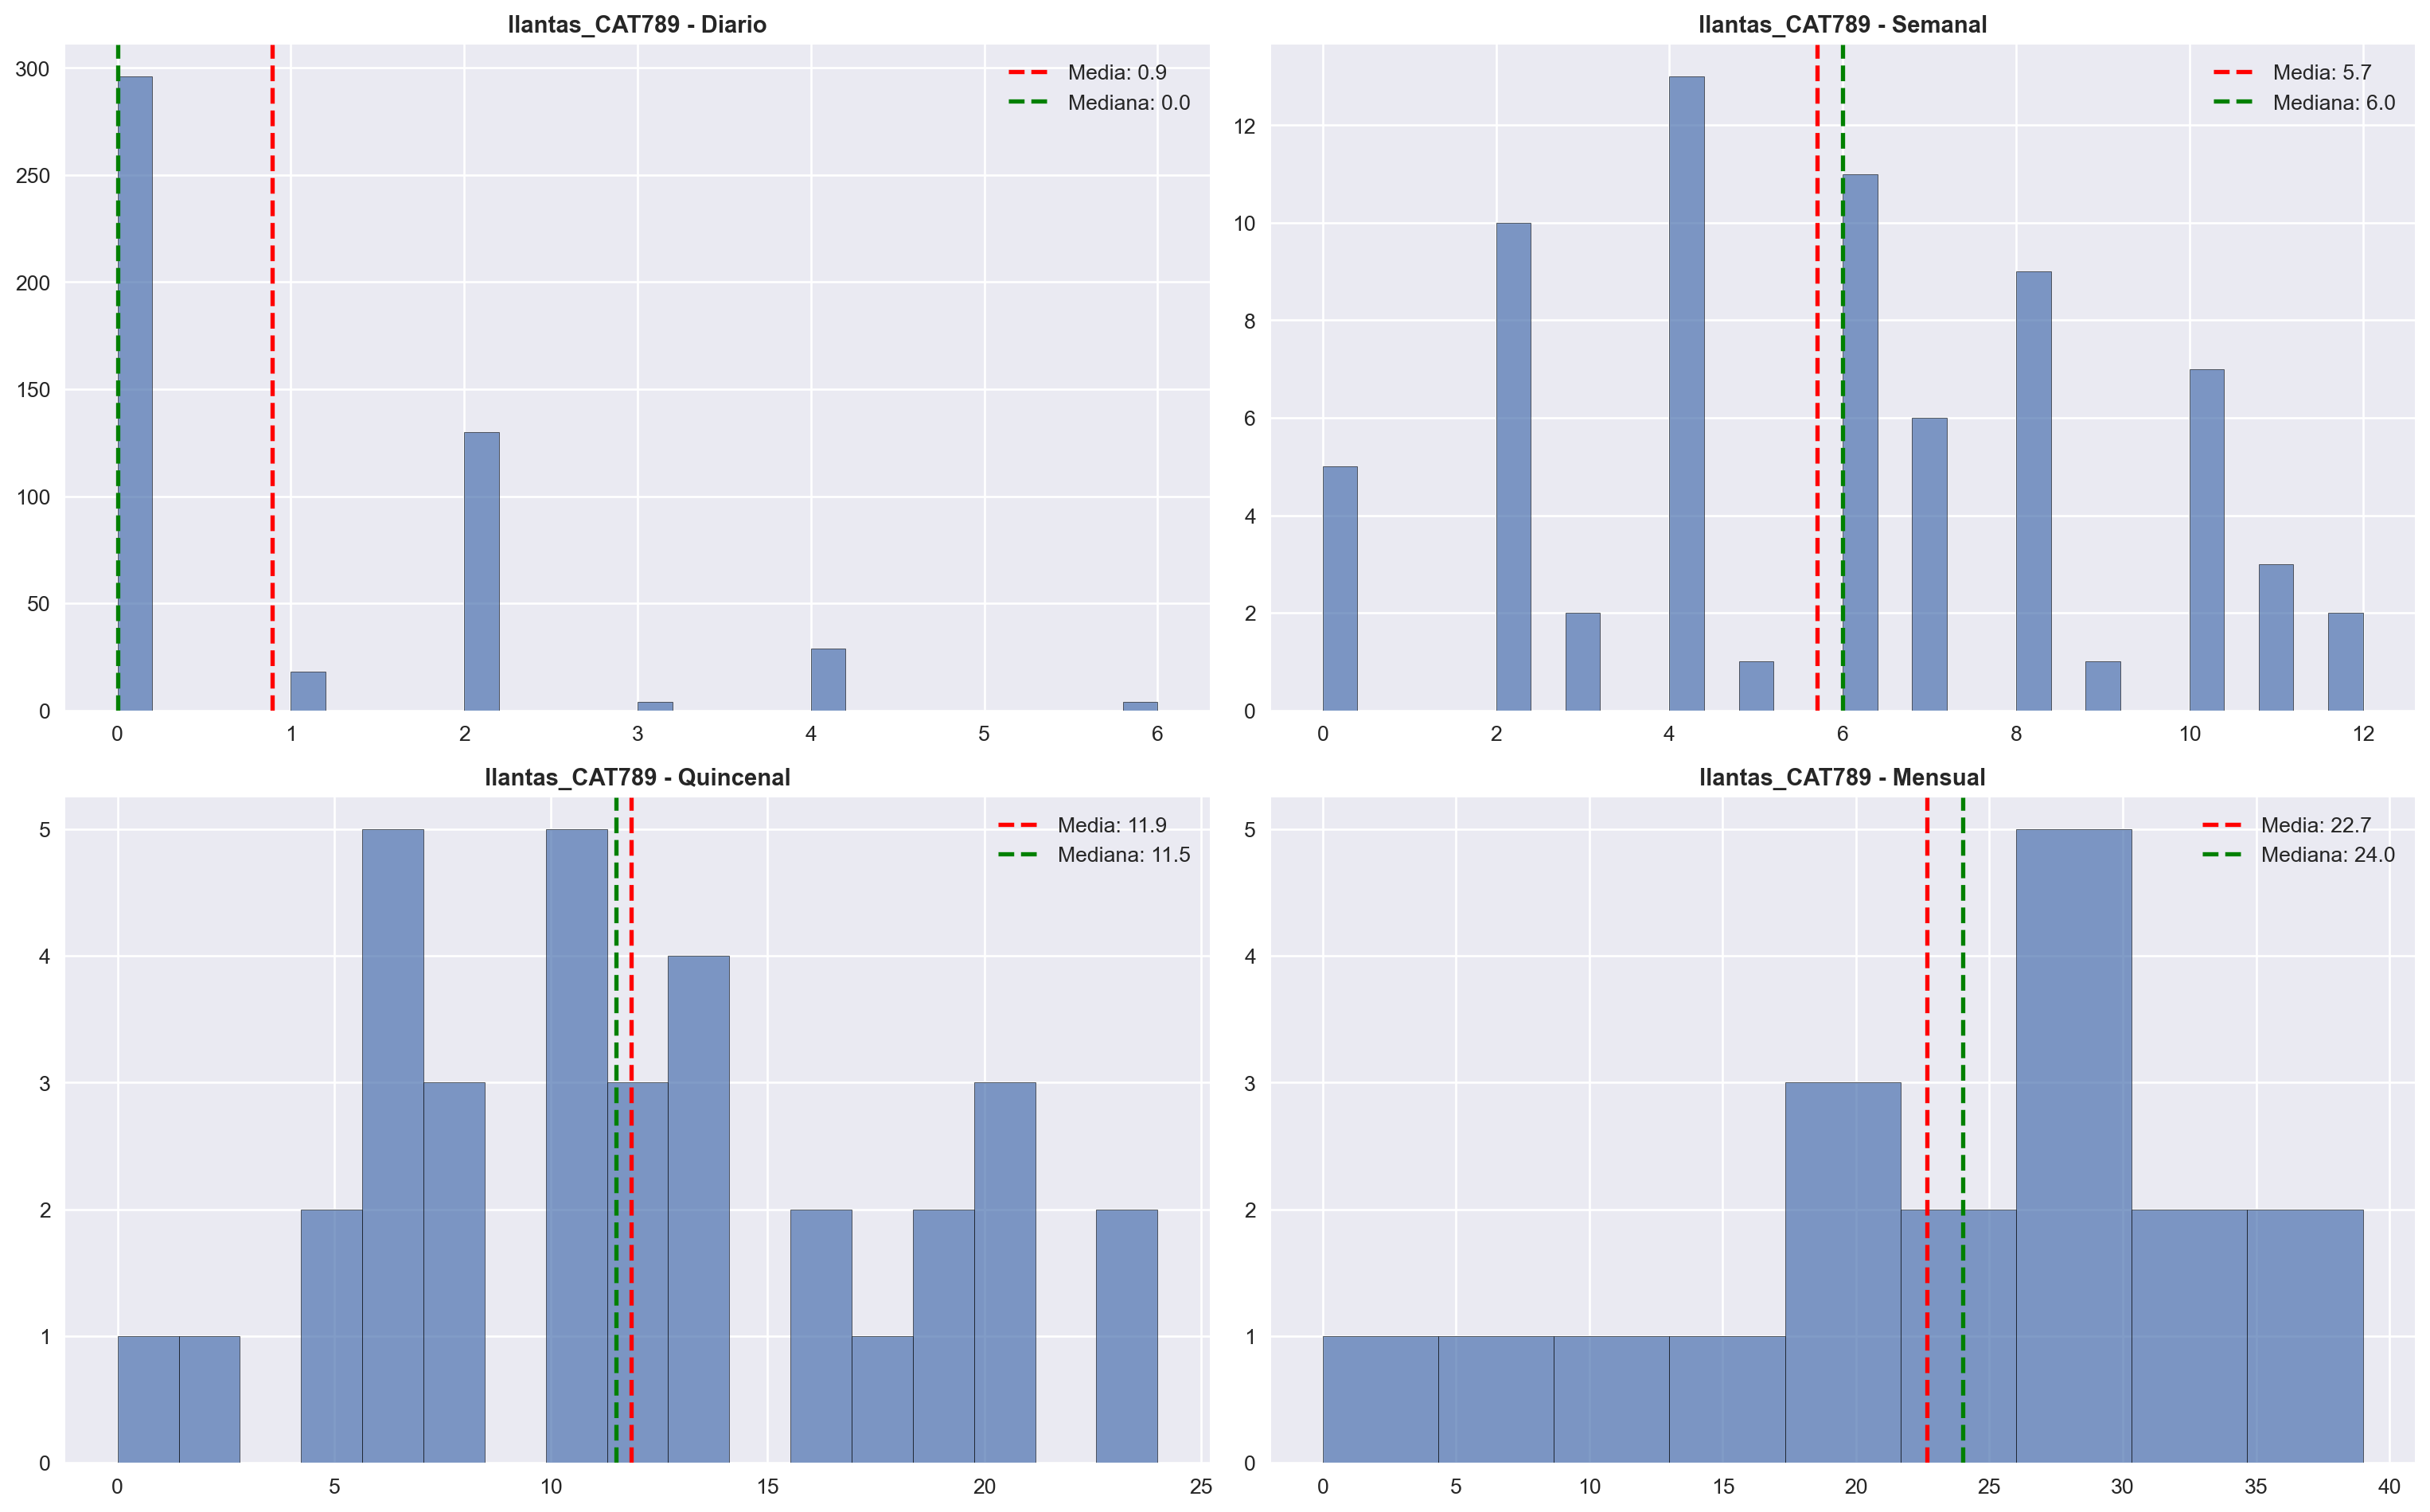 llantas_CAT789 - Diario
Media: 0.9
Mediana: 0.0
300
250
200
150
100
50
0
0 1 2 3 4 5 6
llantas_CAT789 - Semanal
Media: 5.7
Mediana: 6.0
12
10
8
6
4
2
0
0 2 4 6 8 10 12
llantas_CAT789 - Quincenal
Media: 11.9
Mediana: 11.5
5
4
3
2
1
0
0 5 10 15 20 25
llantas_CAT789 - Mensual
Media: 22.7
Mediana: 24.0
5
4
3
2
1
0
0 5 10 15 20 25 30 35 40